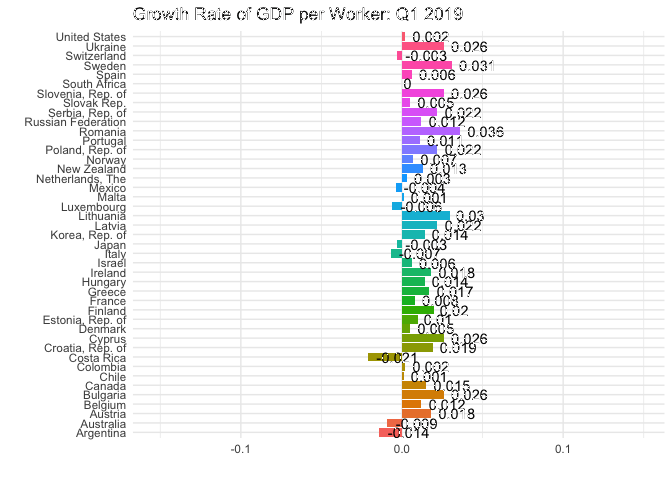 Growth Rate of GDP per Worker: Q1 2019
United States 0.002
Ukraine 0.026
Switzerland -0.003
Sweden 0.031
Spain 0.006
South Africa 0
Slovenia, Rep. of 0.026
Slovak Rep. 0.005
Serbia, Rep. of 0.022
Russian Federation 0.012
Romania 0.036
Portugal 0.011
Poland, Rep. of 0.022
Norway 0.007
New Zealand 0.013
Netherlands, The 0.003
Mexico -0.004
Malta 0.001
Luxembourg -0.006
Lithuania 0.03
Latvia 0.022
Korea, Rep. of 0.014
Japan -0.003
Italy -0.007
Israel 0.006
Ireland 0.018
Hungary 0.014
Greece 0.017
France 0.008
Finland 0.02
Estonia, Rep. of 0.01
Denmark 0.005
Cyprus 0.026
Croatia, Rep. of 0.019
Costa Rica -0.021
Colombia 0.002
Chile 0.001
Canada 0.015
Bulgaria 0.026
Belgium 0.012
Austria 0.018
Australia -0.009
Argentina -0.014
-0.1 0.0 0.1